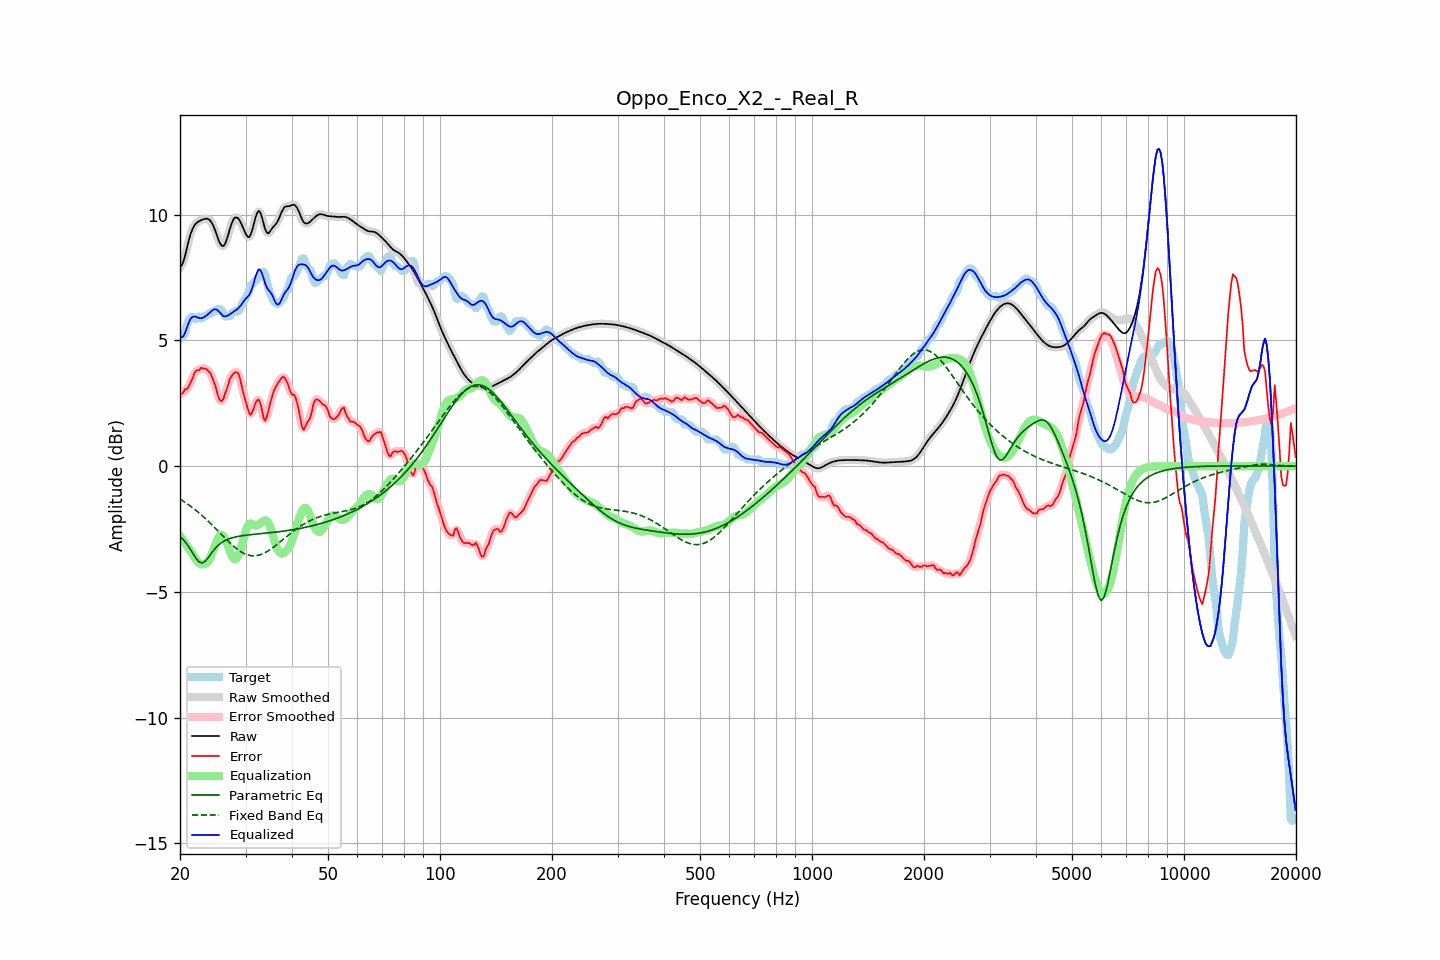 Oppo_Enco_X2_-_Real_R
Amplitude (dBr)
10
5
0
−5
−10
−15
Target
Raw Smoothed
Error Smoothed
Raw
Error
Equalization
Parametric Eq
Fixed Band Eq
Equalized
20 50 100 200 500 1000 2000 5000 10000 20000
Frequency (Hz)